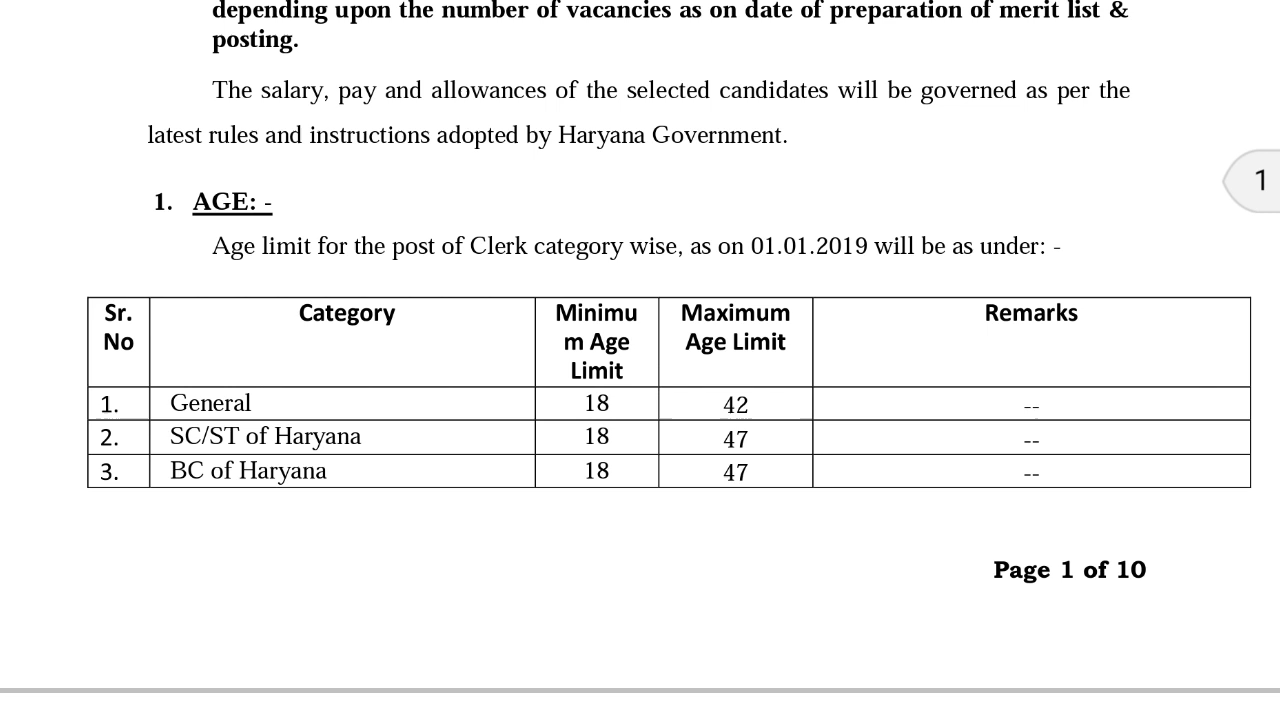 depending upon the number of vacancies as on date of preparation of merit list &
posting.
The salary, pay and allowances of the selected candidates will be governed as per the
latest rules and instructions adopted by Haryana Government.
1
1. AGE: -
Age limit for the post of Clerk category wise, as on 01.01.2019 will be as under: -
Sr. No Category Minimu m Age Limit Maximum Age Limit Remarks
1. General 18 42 --
2. SC/ST of Haryana 18 47 --
3. BC of Haryana 18 47 --
Page 1 of 10